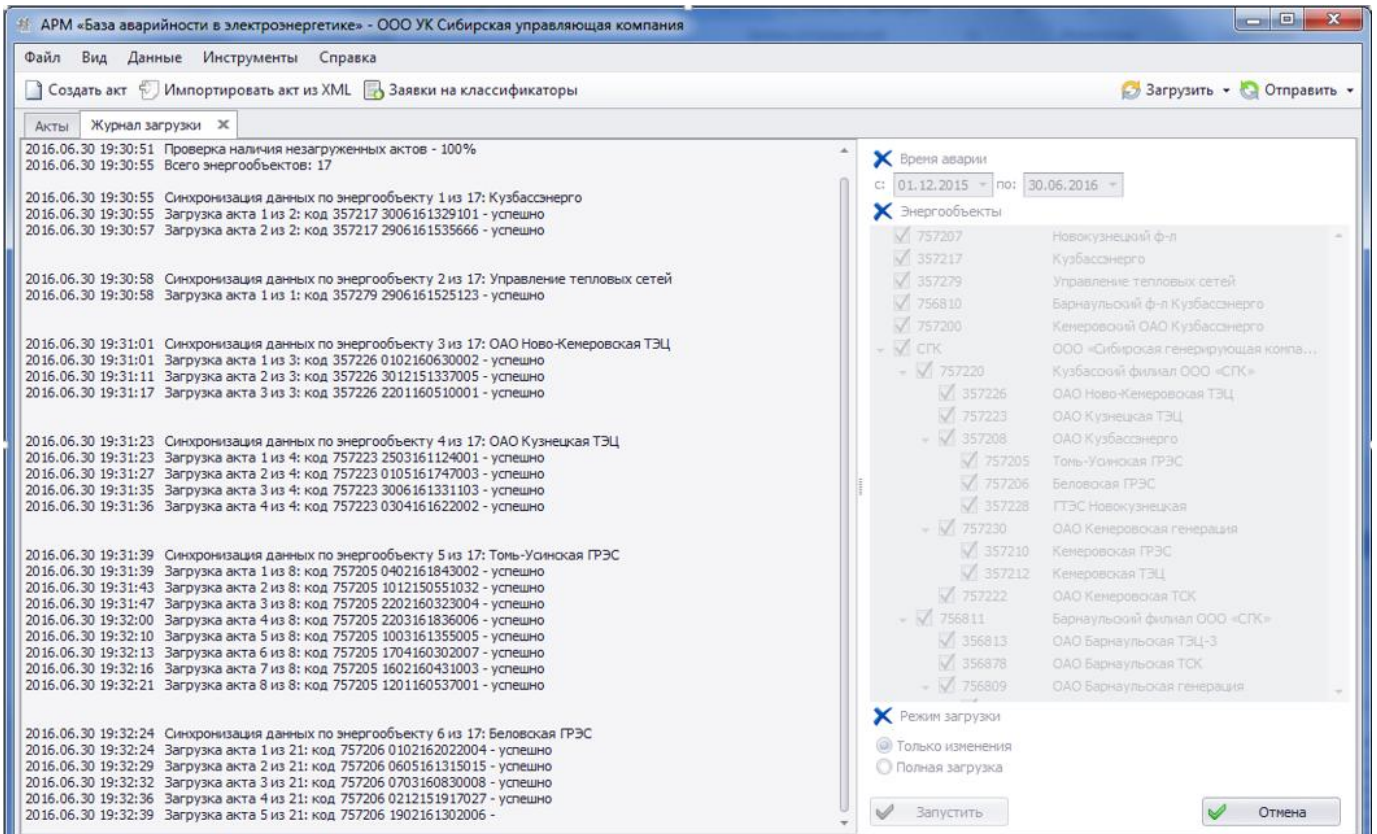 АРМ «База аварийности в электроэнергетике» - ООО УК Сибирская управляющая компания
Файл Вид Данные Инструменты Справка
Создать акт Импортировать акт из XML Заявки на классификаторы Загрузить Отправить
Акты Журнал загрузки
2016.06.30 19:30:51 Проверка наличия незагруженных актов - 100%
2016.06.30 19:30:55 Всего энергообъектов: 17
2016.06.30 19:30:55 Синхронизация данных по энергообъекту 1 из 17: Кузбассэнерго
2016.06.30 19:30:55 Загрузка акта 1 из 2: код 357217 3006161329101 - успешно
2016.06.30 19:30:57 Загрузка акта 2 из 2: код 357217 2906161535666 - успешно
2016.06.30 19:30:58 Синхронизация данных по энергообъекту 2 из 17: Управление тепловых сетей
2016.06.30 19:30:58 Загрузка акта 1 из 1: код 357279 2906161525123 - успешно
2016.06.30 19:31:01 Синхронизация данных по энергообъекту 3 из 17: ОАО Ново-Кемеровская ТЭЦ
2016.06.30 19:31:01 Загрузка акта 1 из 3: код 357226 0102160630002 - успешно
2016.06.30 19:31:11 Загрузка акта 2 из 3: код 357226 3012151337005 - успешно
2016.06.30 19:31:17 Загрузка акта 3 из 3: код 357226 2201160510001 - успешно
2016.06.30 19:31:23 Синхронизация данных по энергообъекту 4 из 17: ОАО Кузнецкая ТЭЦ
2016.06.30 19:31:23 Загрузка акта 1 из 4: код 757223 2503161124001 - успешно
2016.06.30 19:31:27 Загрузка акта 2 из 4: код 757223 0105161747003 - успешно
2016.06.30 19:31:35 Загрузка акта 3 из 4: код 757223 3006161331103 - успешно
2016.06.30 19:31:36 Загрузка акта 4 из 4: код 757223 0304161622002 - успешно
2016.06.30 19:31:39 Синхронизация данных по энергообъекту 5 из 17: Томь-Усинская ГРЭС
2016.06.30 19:31:39 Загрузка акта 1 из 8: код 757205 0402161843002 - успешно
2016.06.30 19:31:43 Загрузка акта 2 из 8: код 757205 1012150551032 - успешно
2016.06.30 19:31:47 Загрузка акта 3 из 8: код 757205 2202160323004 - успешно
2016.06.30 19:32:00 Загрузка акта 4 из 8: код 757205 2203161836006 - успешно
2016.06.30 19:32:10 Загрузка акта 5 из 8: код 757205 1003161355005 - успешно
2016.06.30 19:32:13 Загрузка акта 6 из 8: код 757205 1704160302007 - успешно
2016.06.30 19:32:16 Загрузка акта 7 из 8: код 757205 1602160431003 - успешно
2016.06.30 19:32:21 Загрузка акта 8 из 8: код 757205 1201160537001 - успешно
2016.06.30 19:32:24 Синхронизация данных по энергообъекту 6 из 17: Беловская ГРЭС
2016.06.30 19:32:24 Загрузка акта 1 из 21: код 757206 0102162022004 - успешно
2016.06.30 19:32:29 Загрузка акта 2 из 21: код 757206 0605161315015 - успешно
2016.06.30 19:32:32 Загрузка акта 3 из 21: код 757206 0703160830008 - успешно
2016.06.30 19:32:36 Загрузка акта 4 из 21: код 757206 0212151917027 - успешно
2016.06.30 19:32:39 Загрузка акта 5 из 21: код 757206 1902161302006 -
Время аварии
с: 01.12.2015 по: 30.06.2016
Энергообъекты
757207 Новокузнецкий ф-л
357217 Кузбассэнерго
357279 Управление тепловых сетей
756810 Барнаульский ф-л Кузбассэнерго
757200 Кемеровский ОАО Кузбассэнерго
СГК ООО «Сибирская генерирующая компа...
757220 Кузбасский филиал ООО «СГК»
357226 ОАО Ново-Кемеровская ТЭЦ
757223 ОАО Кузнецкая ТЭЦ
357208 ОАО Кузбассэнерго
757205 Томь-Усинская ГРЭС
757206 Беловская ГРЭС
357228 ГТЭС Новокузнецкая
757230 ОАО Кемеровская генерация
357210 Кемеровская ГРЭС
357212 Кемеровская ТЭЦ
757222 ОАО Кемеровская ТСК
756811 Барнаульский филиал ООО «СГК»
356813 ОАО Барнаульская ТЭЦ-3
356878 ОАО Барнаульская ТСК
756809 ОАО Барнаульская генерация
Режим загрузки
Только изменения
Полная загрузка
Запустить Отмена